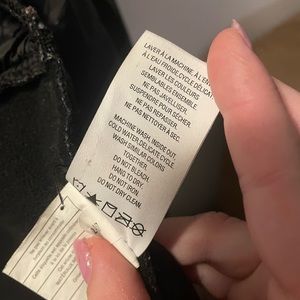 LAVER À LA MACHINE, À L'EN
À L'EAU FROIDE, CYCLE DÉLICAT
LAVER LES COULEURS
SEMBLABLES ENSEMBLE
NE PAS JAVELLISER
SUSPENDRE POUR SÉCHER
NE PAS REPASSER
NE PAS NETTOYER À SEC.
MACHINE WASH, INSIDE OUT,
COLD WATER DELICATE CYCLE
WASH SIMILAR COLORS
TOGETHER
DO NOT BLEACH.
HANG TO DRY.
DO NOT IRON
DO NOT DRY CLEAN.